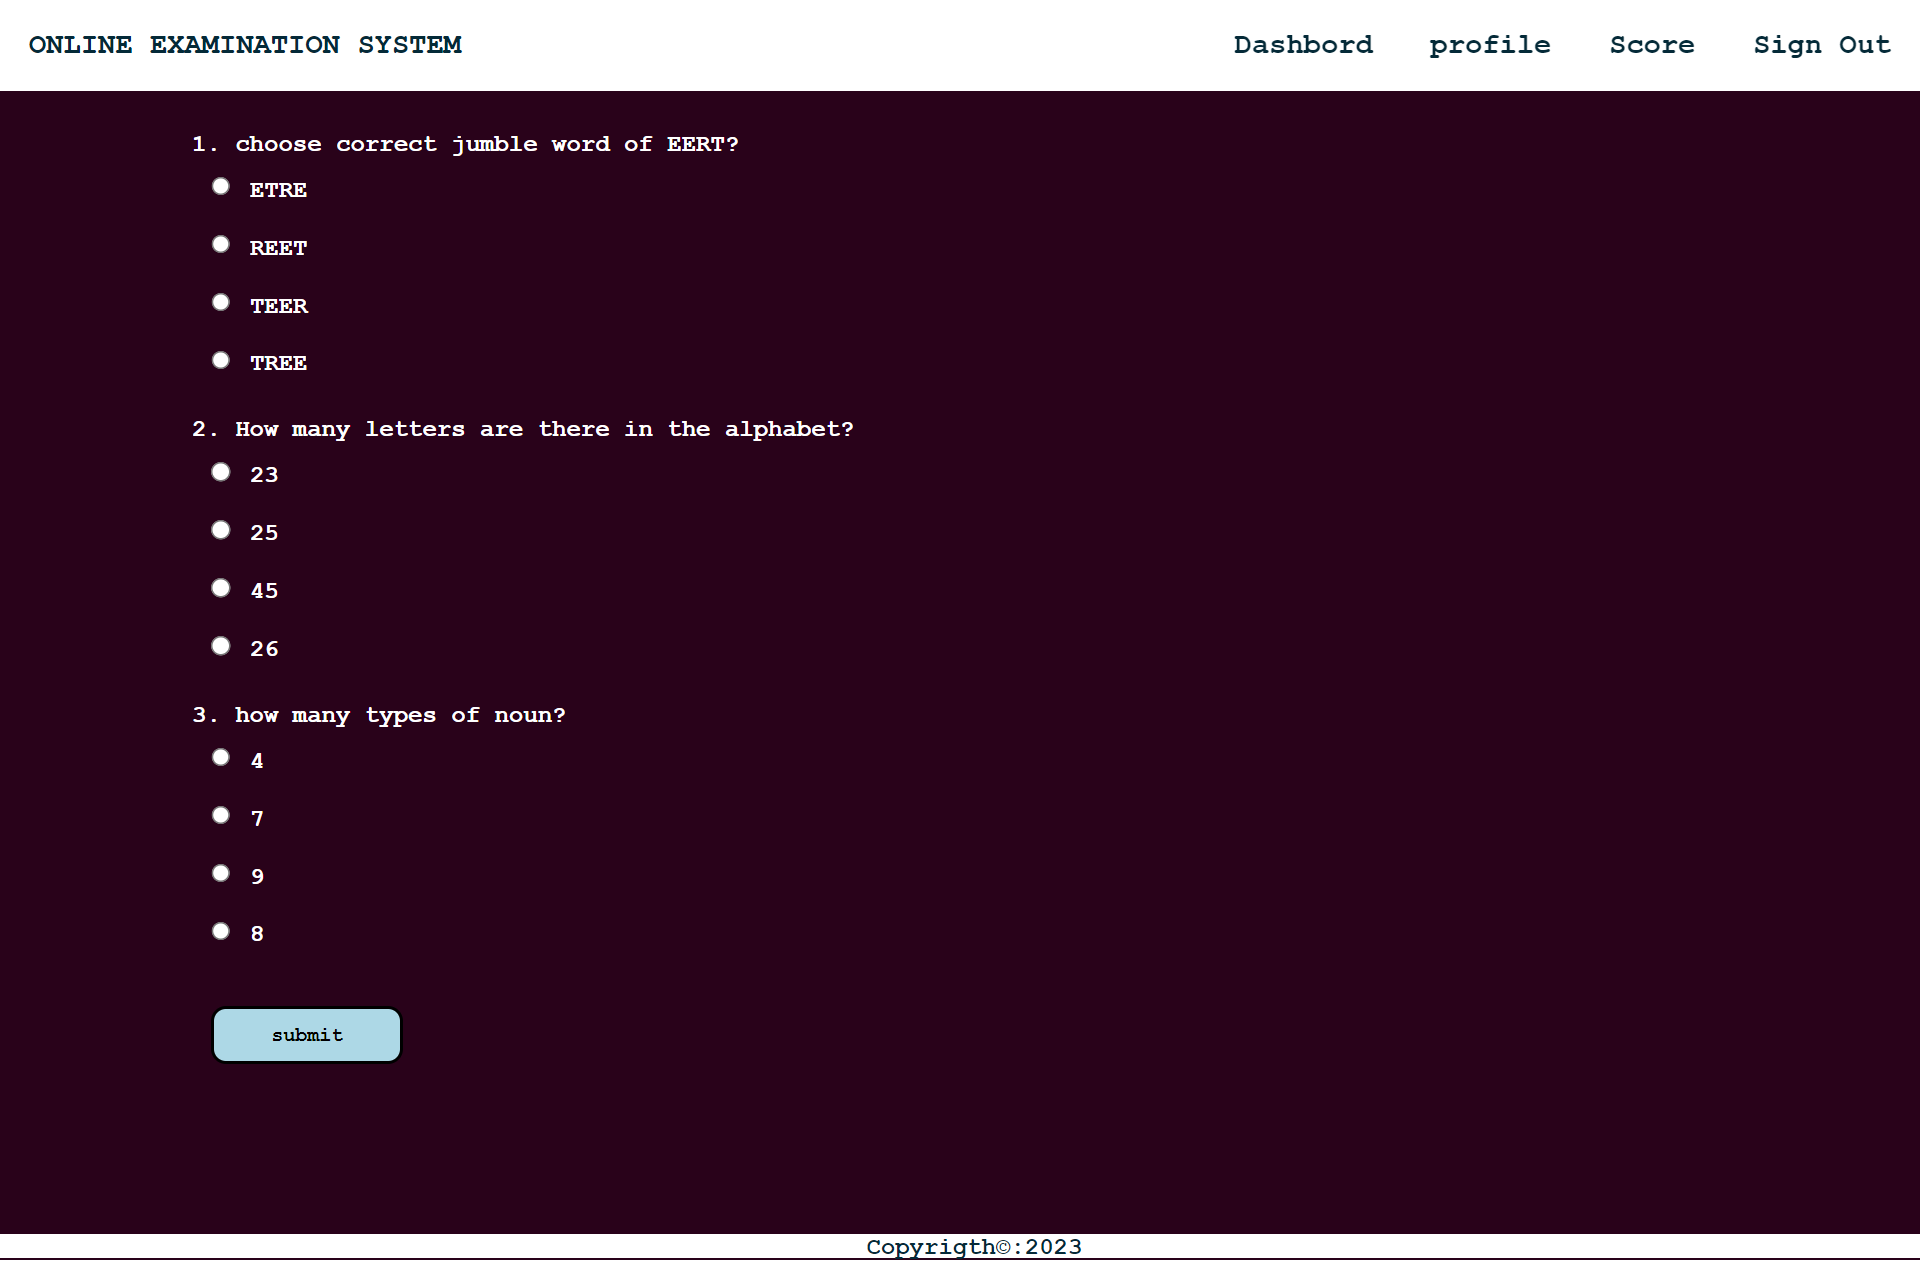 ONLINE EXAMINATION SYSTEM Dashbord profile Score Sign Out
1. choose correct jumble word of EERT?
ETRE
REET
TEER
TREE
2. How many letters are there in the alphabet?
23
25
45
26
3. how many types of noun?
4
7
9
8
submit
Copyrigth©:2023